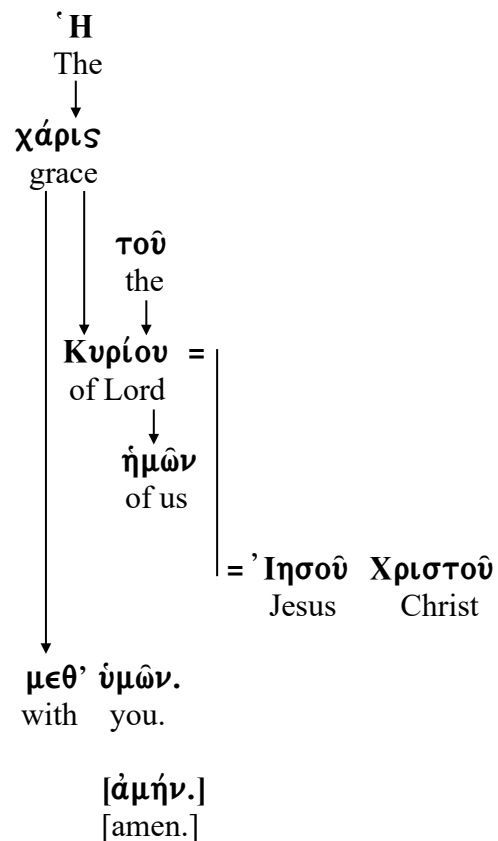 Ἡ
The
χάρις
grace
τοῦ
the
Κυρίου =
of Lord
ἡμῶν
of us
= Ἰησοῦ Χριστοῦ
Jesus Christ
μεθ’ ὑμῶν.
with you.
[ἀμήν.]
[amen.]